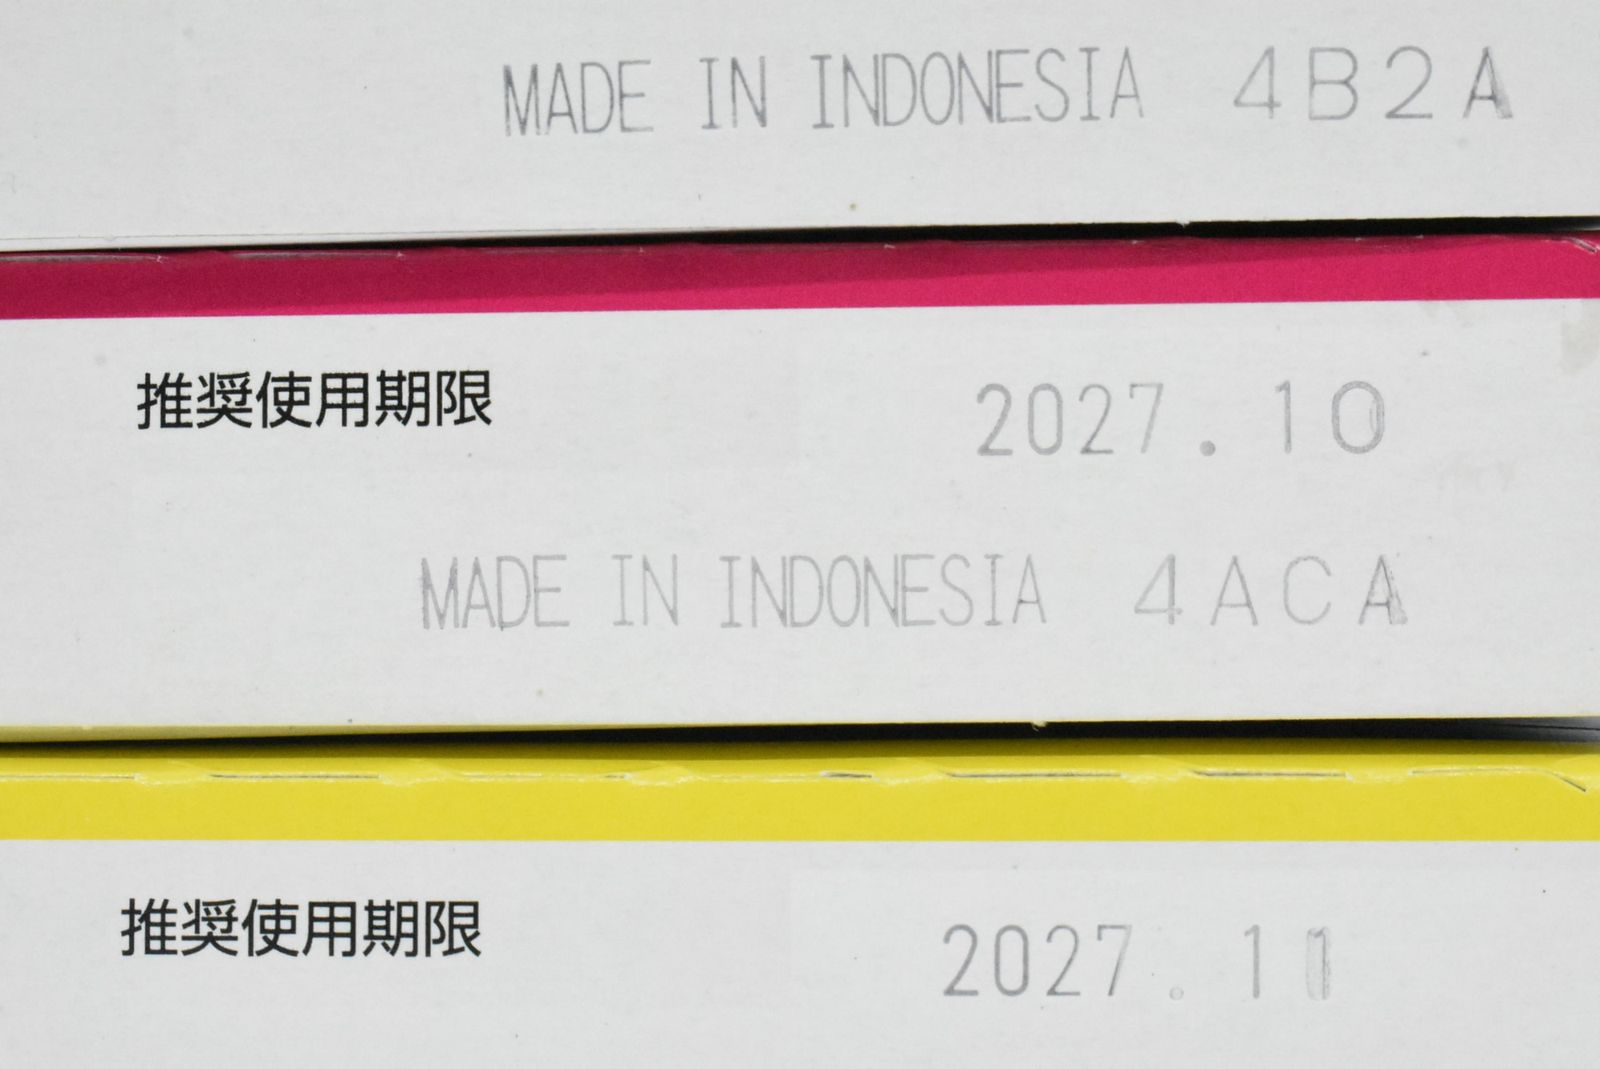 MADE IN INDONESIA 4B2A
推奨使用期限 2027.10
MADE IN INDONESIA 4ACA
推奨使用期限 2027.11